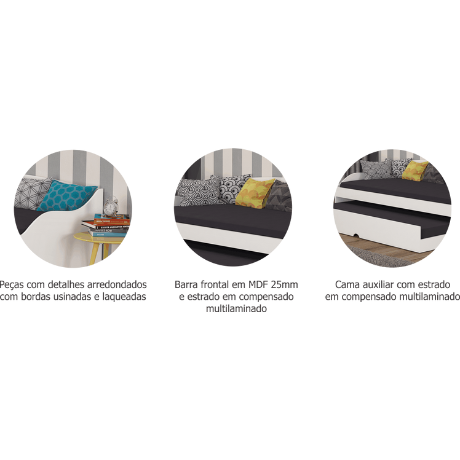 Peças com detalhes arredondados
com bordas usinadas e laqueadas
Barra frontal em MDF 25mm
e estrado em compensado
multilaminado
Cama auxiliar com estrado
em compensado multilaminado